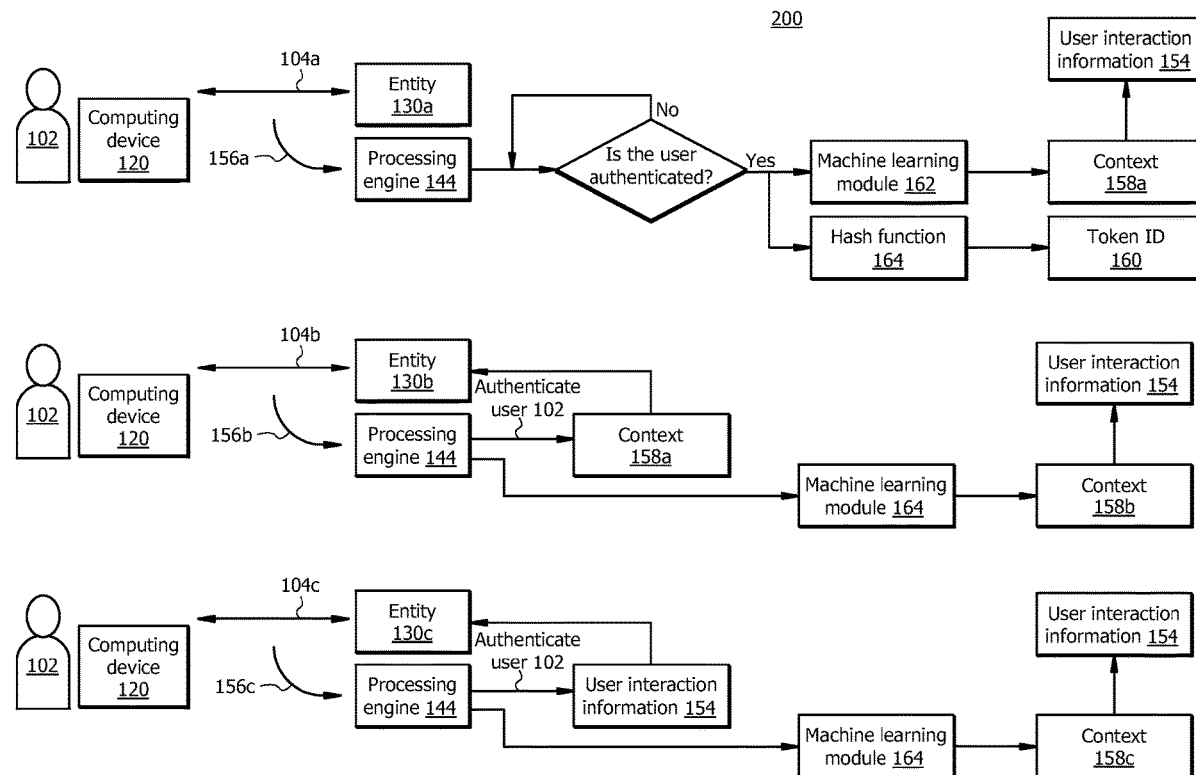 200
104a
102
Computing
device
120
156a
Entity
130a
Processing
engine 144
No
Is the user
authenticated?
Yes
Machine learning
module 162
Hash function
164
User interaction
information 154
Context
158a
Token ID
160
104b
102
Computing
device
120
156b
Entity
130b
Processing
engine 144
Authenticate
user 102
Context
158a
Machine learning
module 164
User interaction
information 154
Context
158b
104c
102
Computing
device
120
156c
Entity
130c
Processing
engine 144
Authenticate
user 102
User interaction
information 154
Machine learning
module 164
User interaction
information 154
Context
158c